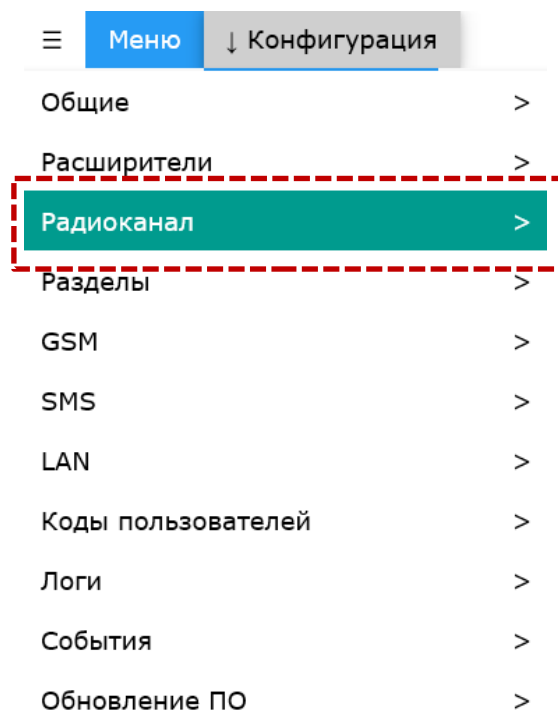 ☰ Меню ↓ Конфигурация
Общие >
Расширители >
Радиоканал >
Разделы >
GSM >
SMS >
LAN >
Коды пользователей >
Логи >
События >
Обновление ПО >